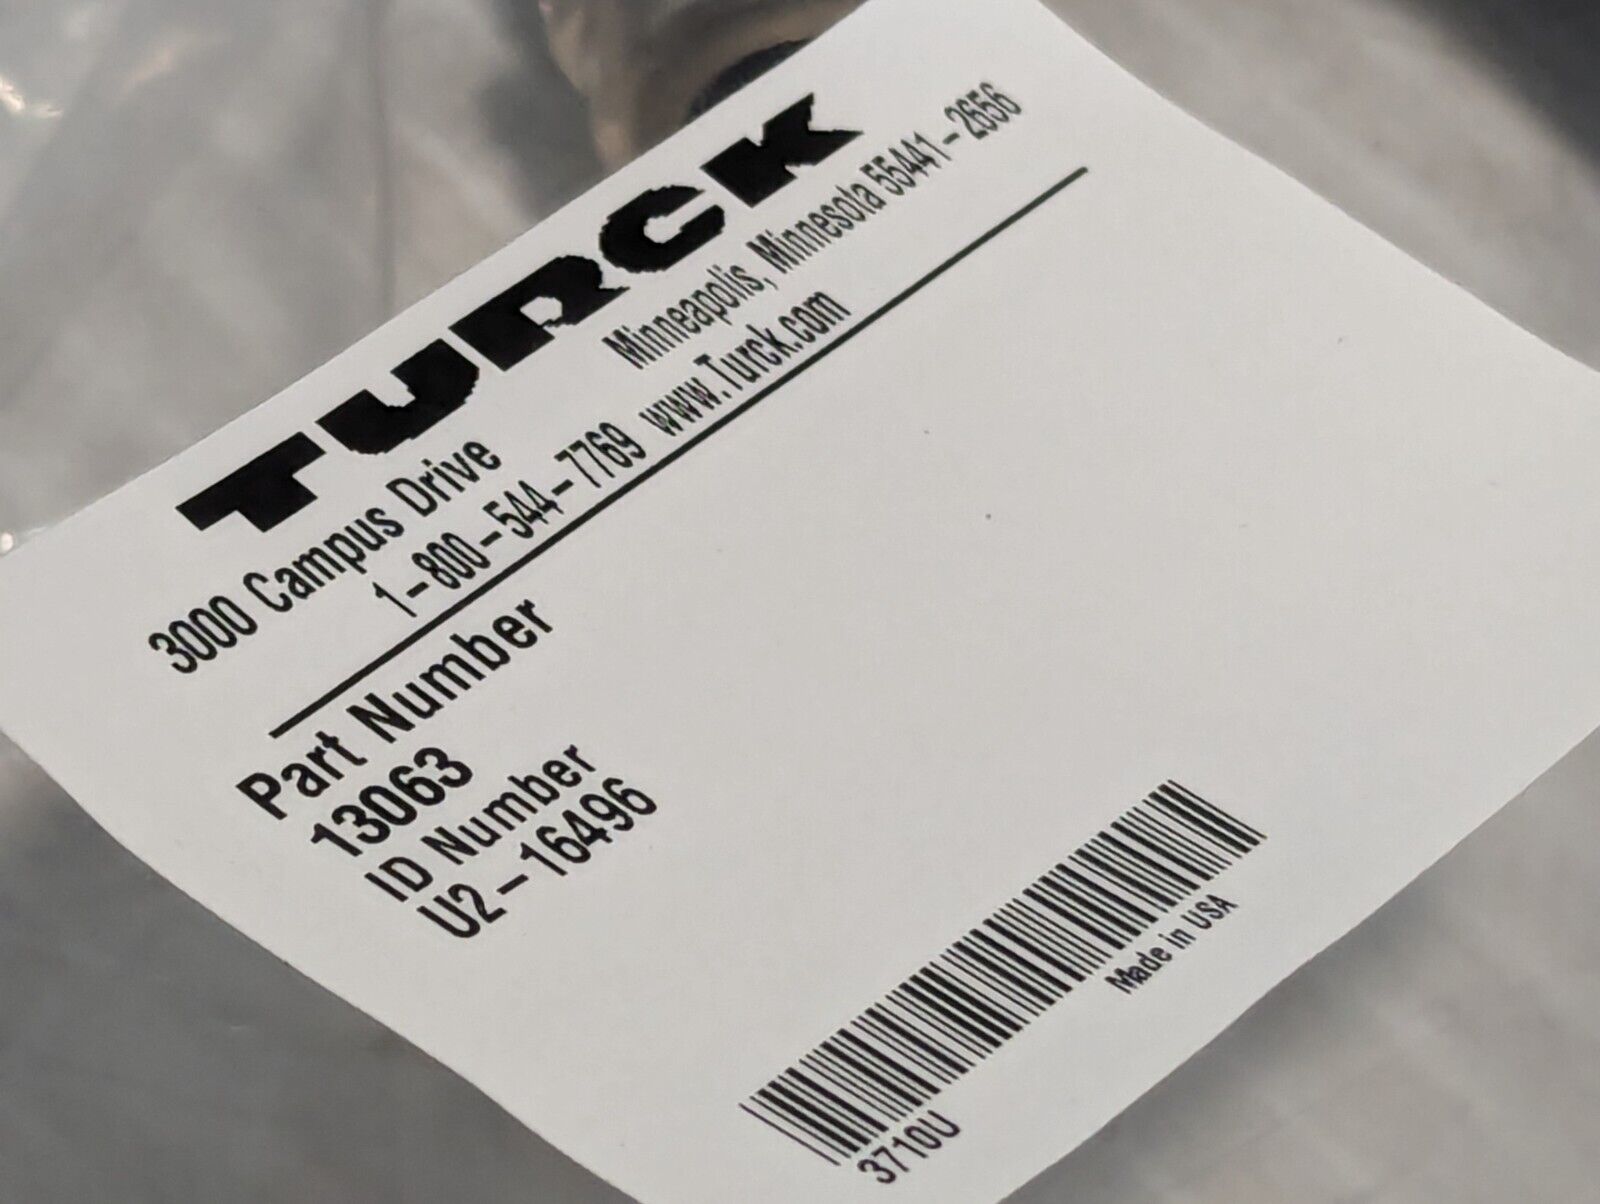 TURCK
3000 Campus Drive Minneapolis, Minnesota 55441-2656
1-800-544-7769 www.Turck.com
Part Number
13063
ID Number
U2-16496
3710U Made in USA